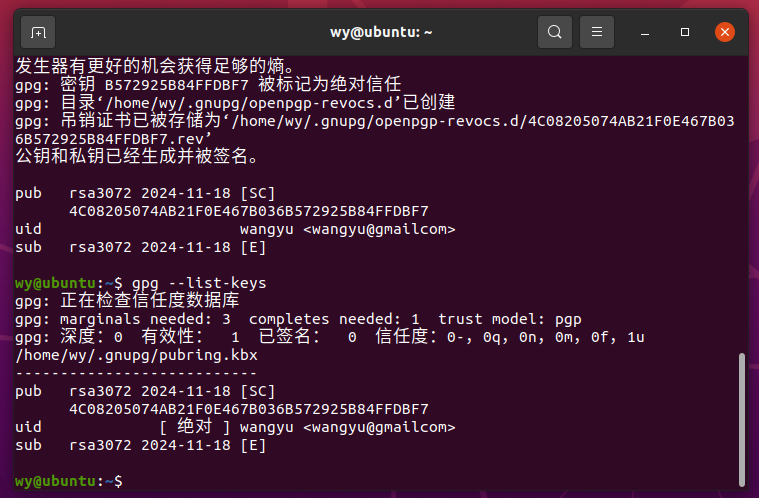 wy@ubuntu: ~
发生器有更好的机会获得足够的熵。
gpg: 密钥 B572925B84FFDBF7 被标记为绝对信任
gpg: 目录‘/home/wy/.gnupg/openpgp-revocs.d’已创建
gpg: 吊销证书已被存储为‘/home/wy/.gnupg/openpgp-revocs.d/4C08205074AB21F0E467B03
6B572925B84FFDBF7.rev’
公钥和私钥已经生成并被签名。
pub   rsa3072 2024-11-18 [SC]
      4C08205074AB21F0E467B036B572925B84FFDBF7
uid                      wangyu <wangyu@gmailcom>
sub   rsa3072 2024-11-18 [E]
wy@ubuntu:~$ gpg --list-keys
gpg: 正在检查信任度数据库
gpg: marginals needed: 3  completes needed: 1  trust model: pgp
gpg: 深度：0  有效性：  1  已签名：  0  信任度：0-，0q，0n，0m，0f，1u
/home/wy/.gnupg/pubring.kbx
---------------------------
pub   rsa3072 2024-11-18 [SC]
      4C08205074AB21F0E467B036B572925B84FFDBF7
uid             [ 绝对 ] wangyu <wangyu@gmailcom>
sub   rsa3072 2024-11-18 [E]
wy@ubuntu:~$